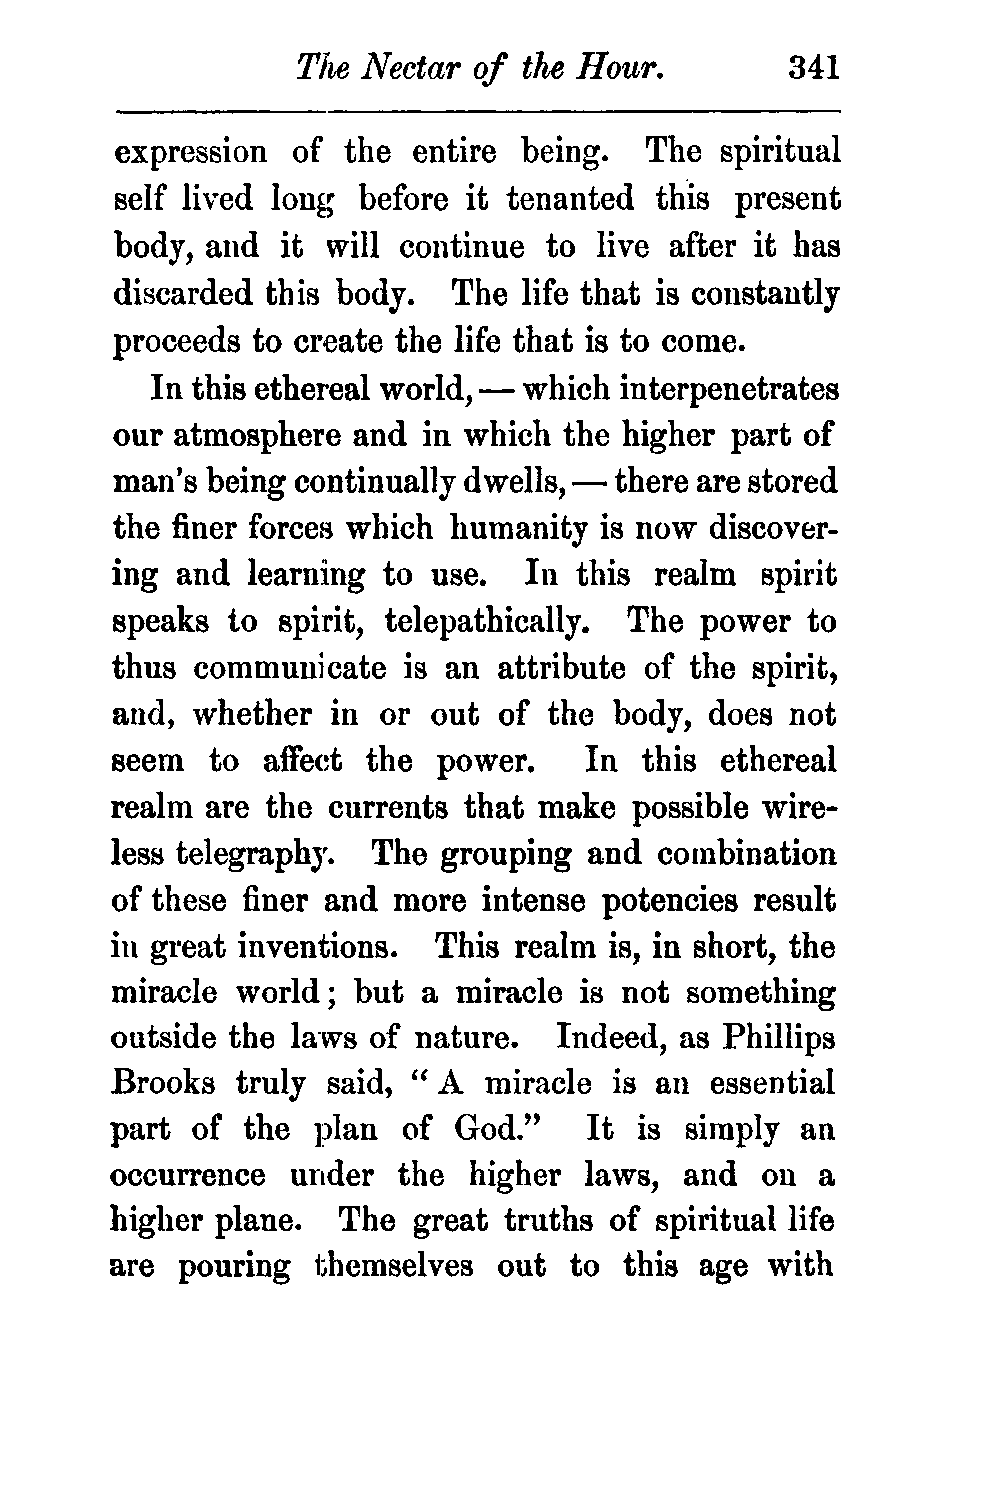 The Nectar of the Hour. 341
expression of the entire being. The spiritual
self lived long before it tenanted this present
body, and it will continue to live after it has
discarded this body. The life that is constantly
proceeds to create the life that is to come.
In this ethereal world, — which interpenetrates
our atmosphere and in which the higher part of
man's being continually dwells, — there are stored
the finer forces which humanity is now discover-
ing and learning to use. In this realm spirit
speaks to spirit, telepathically. The power to
thus communicate is an attribute of the spirit,
and, whether in or out of the body, does not
seem to affect the power. In this ethereal
realm are the currents that make possible wire-
less telegraphy. The grouping and combination
of these finer and more intense potencies result
in great inventions. This realm is, in short, the
miracle world; but a miracle is not something
outside the laws of nature. Indeed, as Phillips
Brooks truly said, “A miracle is an essential
part of the plan of God.” It is simply an
occurrence under the higher laws, and on a
higher plane. The great truths of spiritual life
are pouring themselves out to this age with